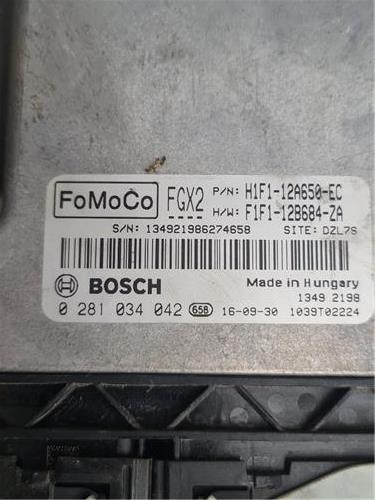 FoMoCo FGX2 P/N: H1F1-12A650-EC
H/W: F1F1-12B684-ZA
S/N: 134921986274658 SITE: DZL7S
BOSCH Made in Hungary
1349 2198
0 281 034 042 65B 16-09-30 1039T02224